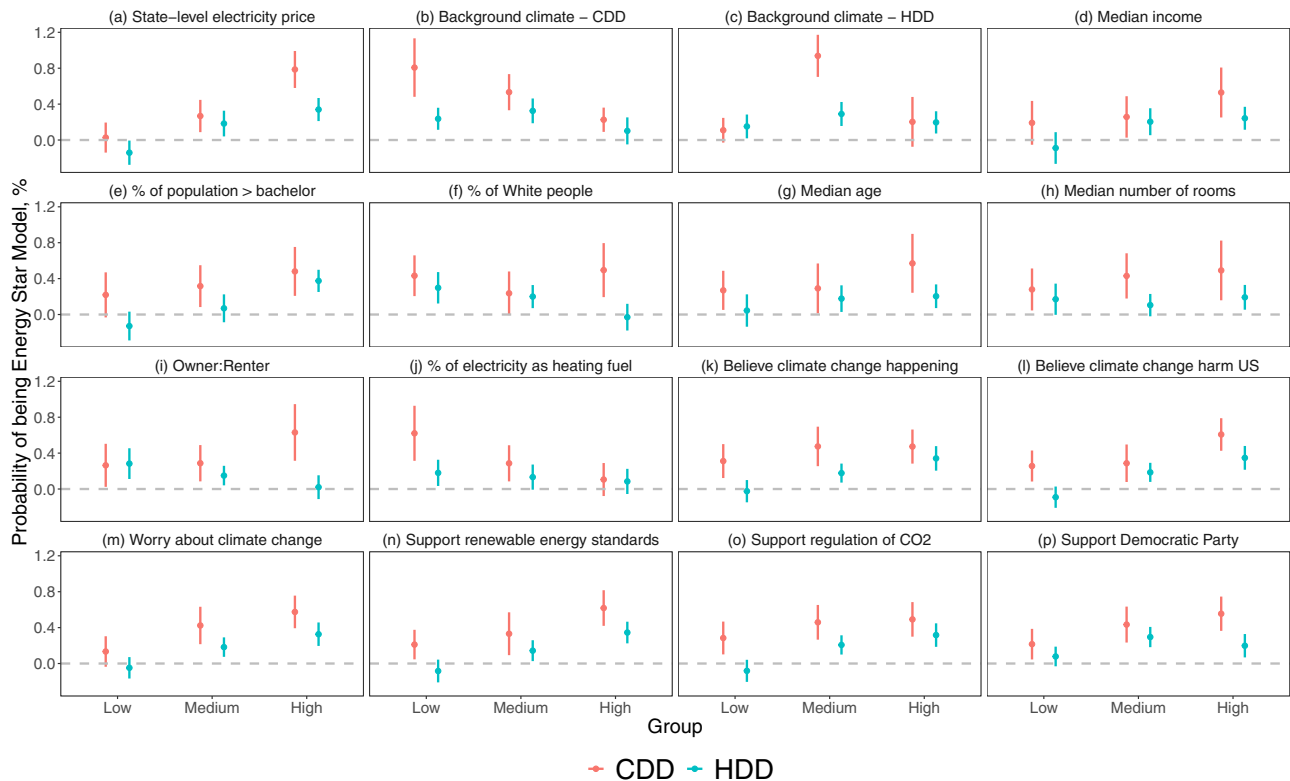 (a) State−level electricity price
(b) Background climate − CDD
(c) Background climate − HDD
(d) Median income
1.2
0.8
0.4
0.0
(e) % of population > bachelor
(f) % of White people
(g) Median age
(h) Median number of rooms
1.2
0.8
0.4
0.0
(i) Owner:Renter
(j) % of electricity as heating fuel
(k) Believe climate change happening
(l) Believe climate change harm US
1.2
0.8
0.4
0.0
(m) Worry about climate change
(n) Support renewable energy standards
(o) Support regulation of CO2
(p) Support Democratic Party
1.2
0.8
0.4
0.0
Probability of being Energy Star Model, %
Low Medium High
Low Medium High
Low Medium High
Low Medium High
Group
CDD HDD